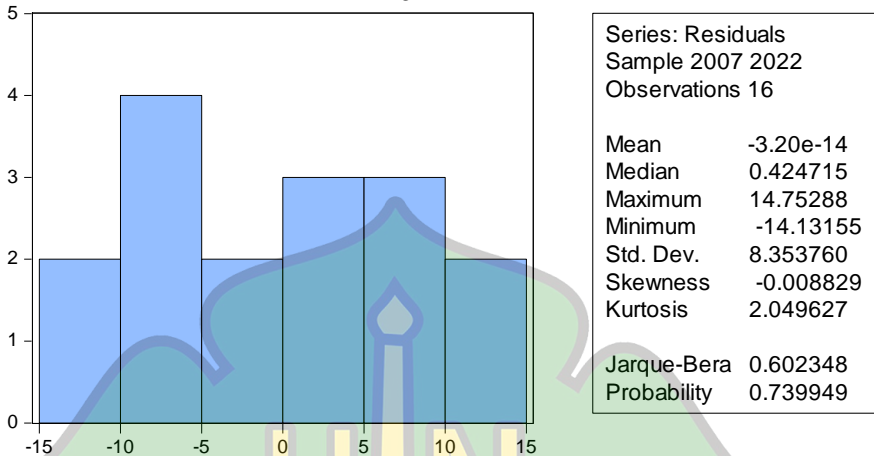 5
4
3
2
1
0
-15 -10 -5 0 5 10 15
Series: Residuals
Sample 2007 2022
Observations 16
Mean -3.20e-14
Median 0.424715
Maximum 14.75288
Minimum -14.13155
Std. Dev. 8.353760
Skewness -0.008829
Kurtosis 2.049627
Jarque-Bera 0.602348
Probability 0.739949